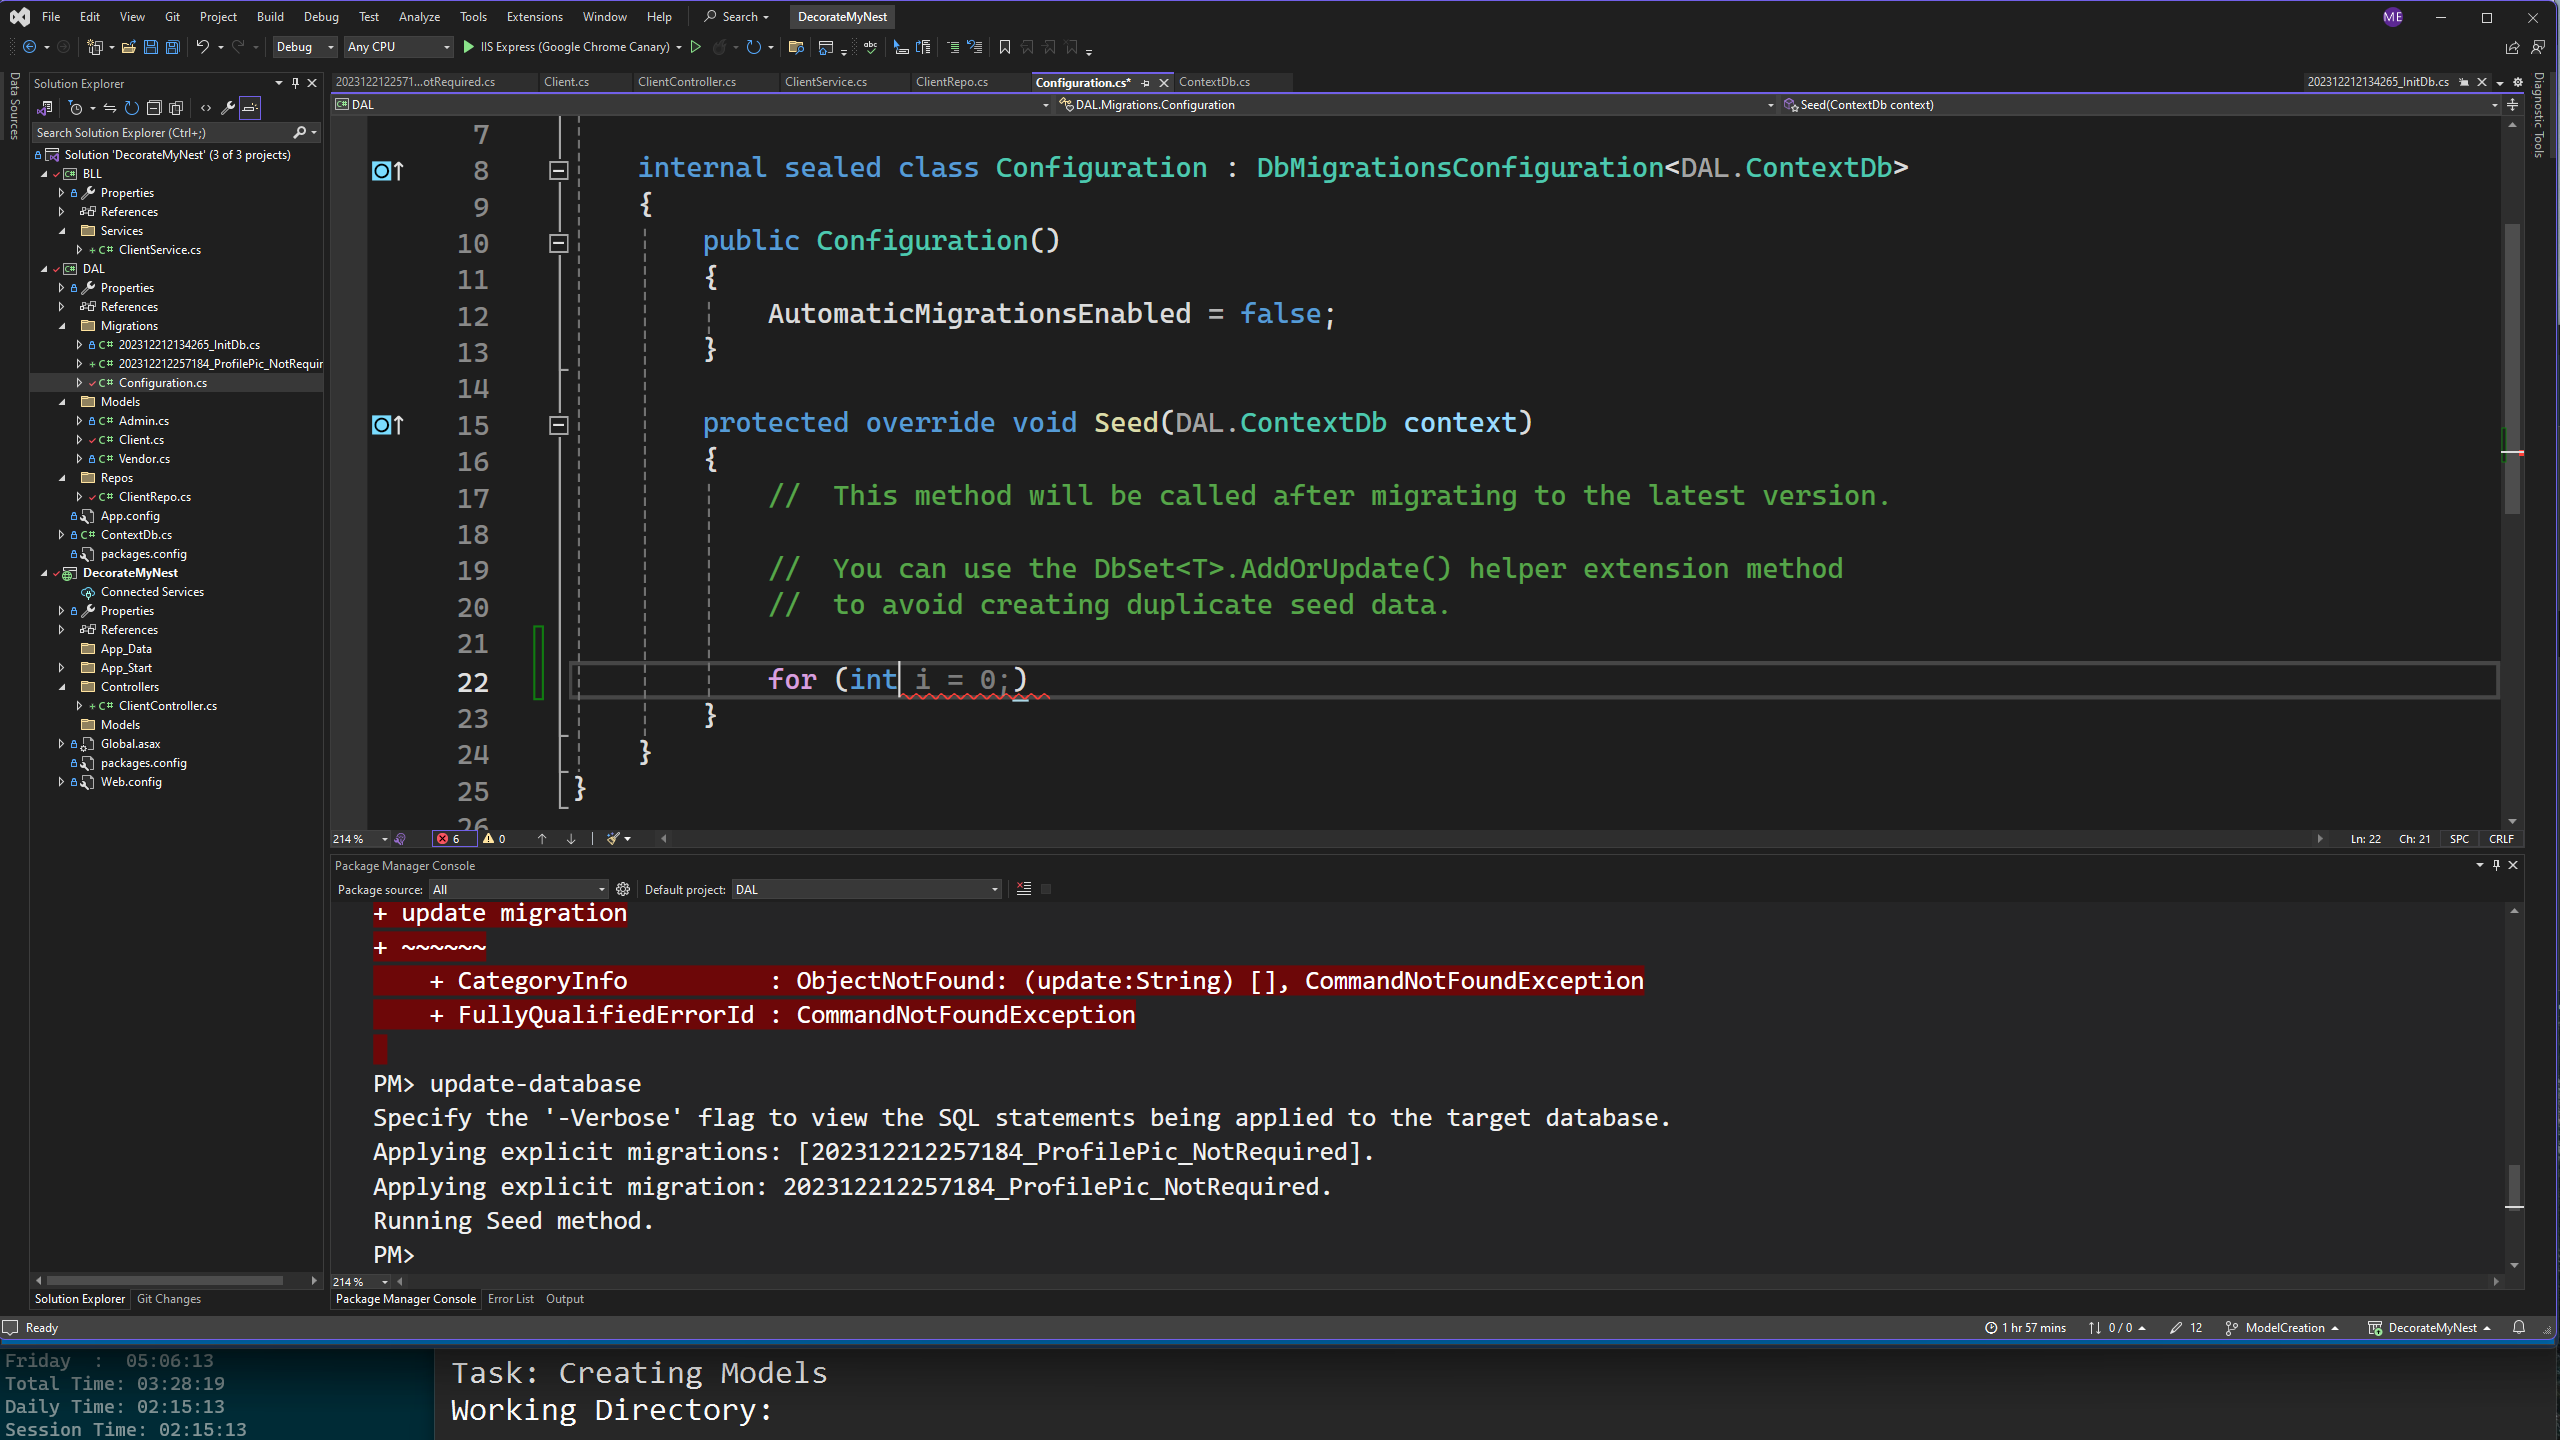 File Edit View Git Project Build Debug Test Analyze Tools Extensions Window Help Search DecorateMyNest ME
Debug Any CPU IIS Express (Google Chrome Canary)
Data Sources
Solution Explorer
Search Solution Explorer (Ctrl+;)
Solution 'DecorateMyNest' (3 of 3 projects)
BLL
Properties
References
Services
C# ClientService.cs
DAL
Properties
References
Migrations
C# 202312212134265_InitDb.cs
C# 202312212257184_ProfilePic_NotRequir
C# Configuration.cs
Models
C# Admin.cs
C# Client.cs
C# Vendor.cs
Repos
C# ClientRepo.cs
App.config
C# ContextDb.cs
packages.config
DecorateMyNest
Connected Services
Properties
References
App_Data
App_Start
Controllers
C# ClientController.cs
Models
Global.asax
packages.config
Web.config
Solution Explorer Git Changes
2023122122571...otRequired.cs Client.cs ClientController.cs ClientService.cs ClientRepo.cs Configuration.cs* ContextDb.cs 202312212134265_InitDb.cs
C# DAL DAL.Migrations.Configuration Seed(ContextDb context)
Diagnostic Tools
7
8 internal sealed class Configuration : DbMigrationsConfiguration<DAL.ContextDb>
9 {
10 public Configuration()
11 {
12 AutomaticMigrationsEnabled = false;
13 }
14
15 protected override void Seed(DAL.ContextDb context)
16 {
17 // This method will be called after migrating to the latest version.
18
19 // You can use the DbSet<T>.AddOrUpdate() helper extension method
20 // to avoid creating duplicate seed data.
21
22 for (int i = 0;)
23 }
24 }
25 }
26
214 % 6 0 Ln: 22 Ch: 21 SPC CRLF
Package Manager Console
Package source: All Default project: DAL
+ update migration
+ ~~~~~~
+ CategoryInfo : ObjectNotFound: (update:String) [], CommandNotFoundException
+ FullyQualifiedErrorId : CommandNotFoundException
PM> update-database
Specify the '-Verbose' flag to view the SQL statements being applied to the target database.
Applying explicit migrations: [202312212257184_ProfilePic_NotRequired].
Applying explicit migration: 202312212257184_ProfilePic_NotRequired.
Running Seed method.
PM>
214 %
Package Manager Console Error List Output
Ready 1 hr 57 mins 0 / 0 12 ModelCreation DecorateMyNest
Friday : 05:06:13
Total Time: 03:28:19
Daily Time: 02:15:13
Session Time: 02:15:13
Task: Creating Models
Working Directory: